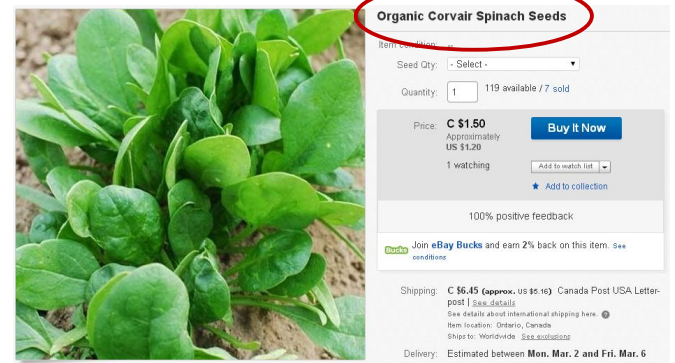 Organic Corvair Spinach Seeds
Item condition: --
Seed Qty: - Select -
Quantity: 1 119 available / 7 sold
Price: C $1.50 Buy It Now
Approximately
US $1.20
1 watching Add to watch list
Add to collection
100% positive feedback
Bucks Join eBay Bucks and earn 2% back on this item. See
conditions
Shipping: C $6.45 (approx. US $5.16) Canada Post USA Letter-
post | See details
See details about international shipping here.
Item location: Ontario, Canada
Ships to: Worldwide See exclusions
Delivery: Estimated between Mon. Mar. 2 and Fri. Mar. 6